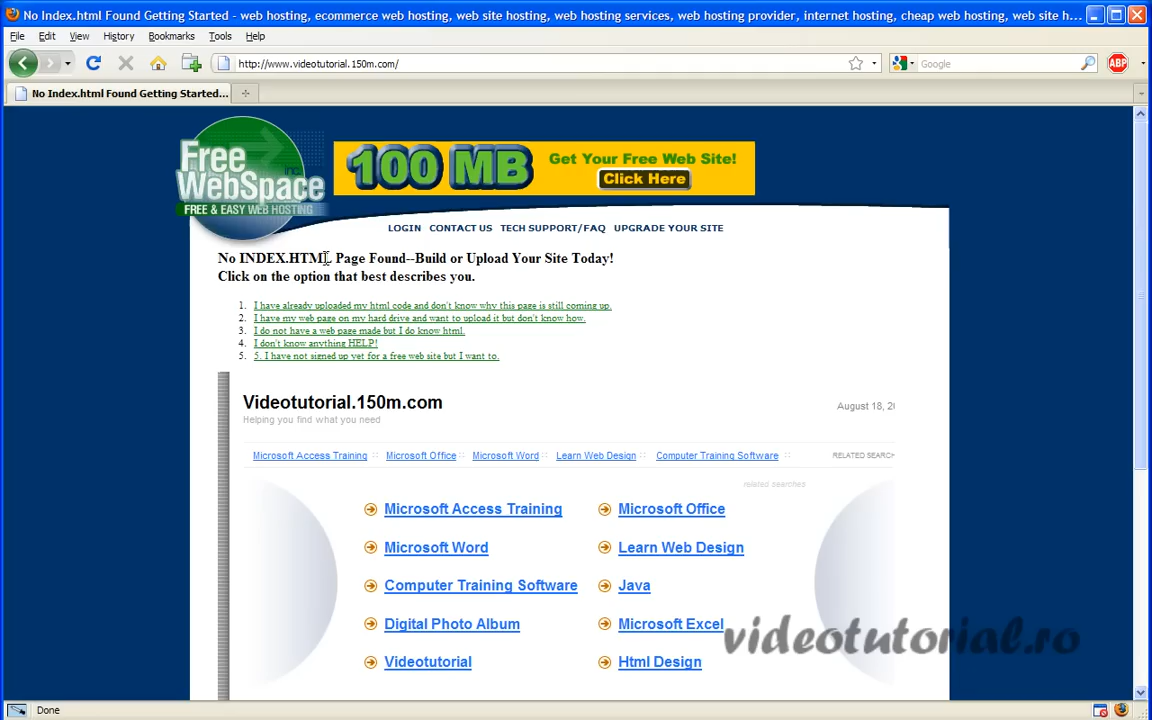 No Index.html Found Getting Started - web hosting, ecommerce web hosting, web site hosting, web hosting services, web hosting provider, internet hosting, cheap web hosting, web site h...
File Edit View History Bookmarks Tools Help
http://www.videotutorial.150m.com/ Google ABP
No Index.html Found Getting Started...
Free WebSpace inc.
FREE & EASY WEB HOSTING
100 MB Get Your Free Web Site!
Click Here
LOGIN CONTACT US TECH SUPPORT/FAQ UPGRADE YOUR SITE
No INDEX.HTML Page Found--Build or Upload Your Site Today!
Click on the option that best describes you.
1. I have already uploaded my html code and don't know why this page is still coming up.
2. I have my web page on my hard drive and want to upload it but don't know how.
3. I do not have a web page made but I do know html.
4. I don't know anything HELP!
5. 5. I have not signed up yet for a free web site but I want to.
Videotutorial.150m.com August 18, 20
Helping you find what you need
Microsoft Access Training :: Microsoft Office :: Microsoft Word :: Learn Web Design :: Computer Training Software :: RELATED SEARCH
related searched
Microsoft Access Training Microsoft Office
Microsoft Word Learn Web Design
Computer Training Software Java
Digital Photo Album Microsoft Excel
videotutorial.ro
Videotutorial Html Design
Done